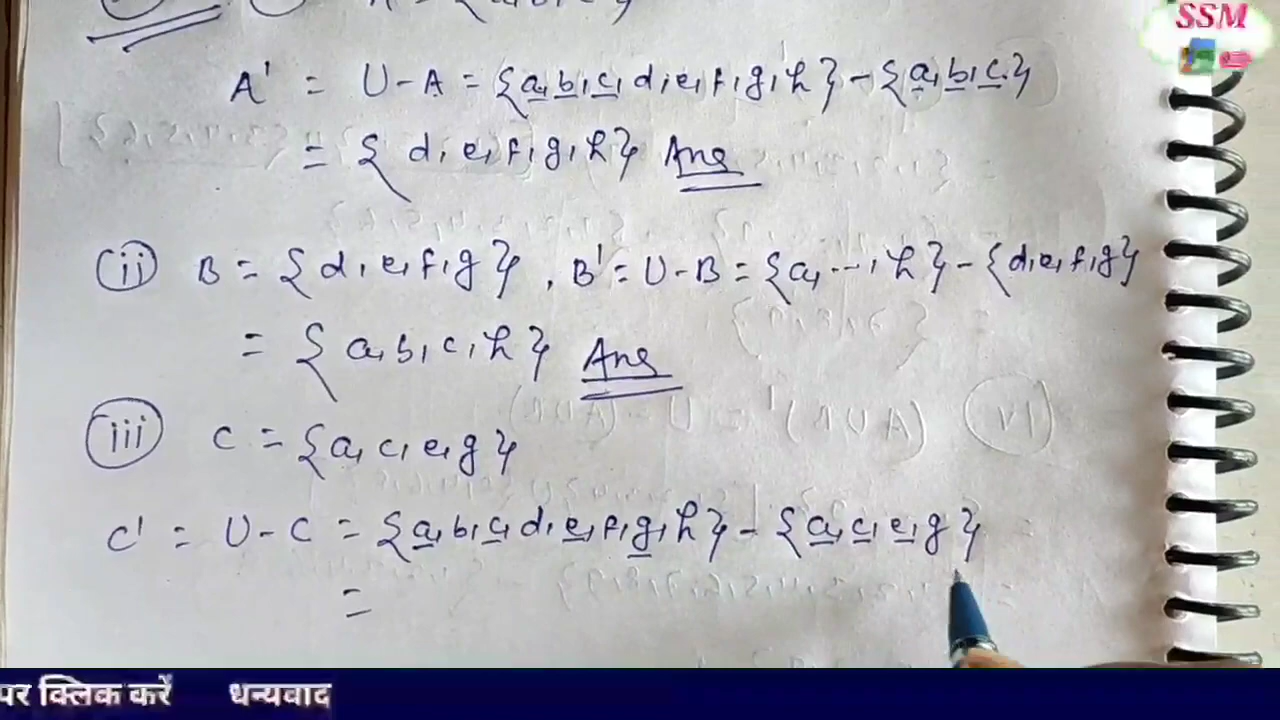 SSM
A' = U - A = {a, b, c, d, e, f, g, h} - {a, b, c}
= {d, e, f, g, h} Ans
(ii) B = {d, e, f, g}, B' = U - B = {a, --, h} - {d, e, f, g}
= {a, b, c, h} Ans
(iii) C = {a, c, e, g}
C' = U - C = {a, b, c, d, e, f, g, h} - {a, c, e, g}
=
पर क्लिक करें धन्यवाद